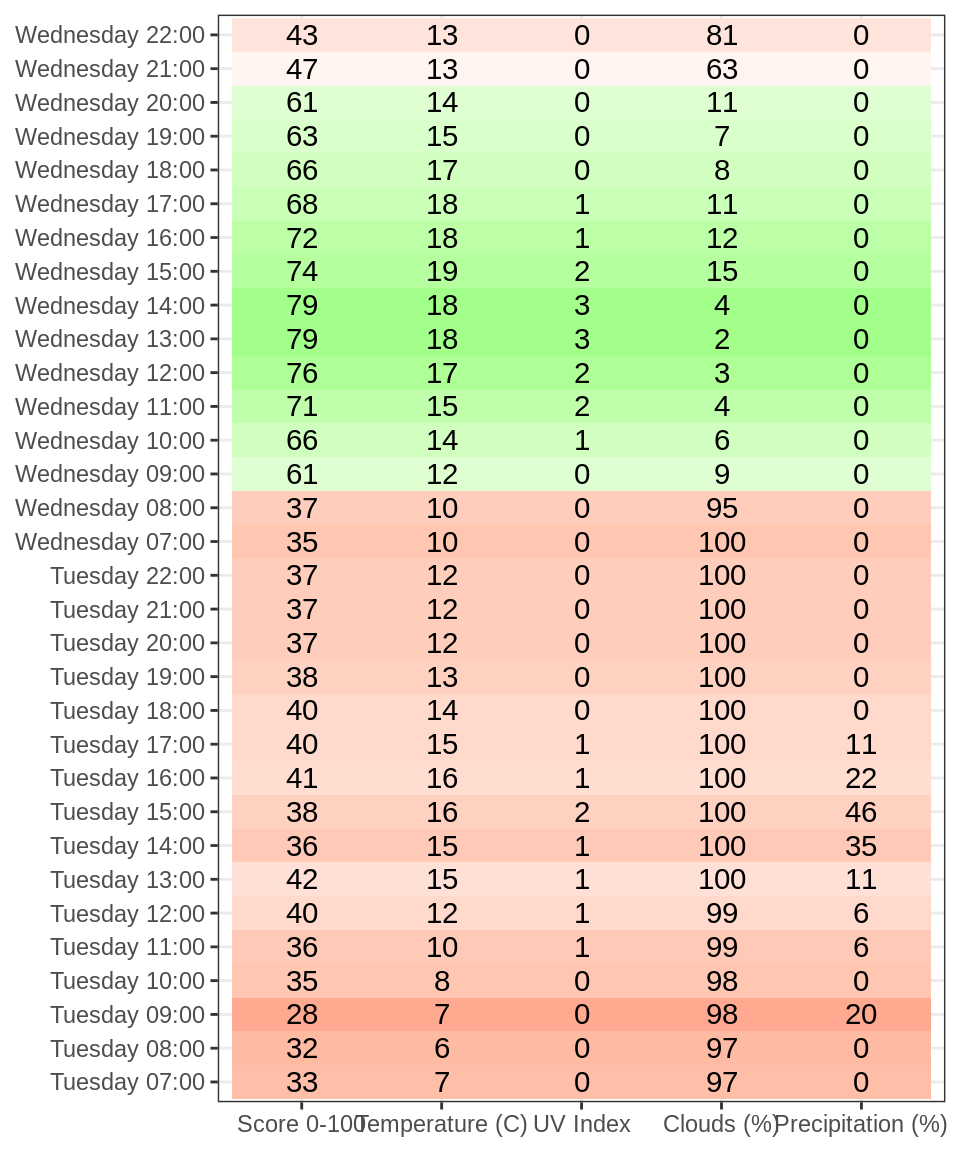 Wednesday 22:00 43 13 0 81 0
Wednesday 21:00 47 13 0 63 0
Wednesday 20:00 61 14 0 11 0
Wednesday 19:00 63 15 0 7 0
Wednesday 18:00 66 17 0 8 0
Wednesday 17:00 68 18 1 11 0
Wednesday 16:00 72 18 1 12 0
Wednesday 15:00 74 19 2 15 0
Wednesday 14:00 79 18 3 4 0
Wednesday 13:00 79 18 3 2 0
Wednesday 12:00 76 17 2 3 0
Wednesday 11:00 71 15 2 4 0
Wednesday 10:00 66 14 1 6 0
Wednesday 09:00 61 12 0 9 0
Wednesday 08:00 37 10 0 95 0
Wednesday 07:00 35 10 0 100 0
Tuesday 22:00 37 12 0 100 0
Tuesday 21:00 37 12 0 100 0
Tuesday 20:00 37 12 0 100 0
Tuesday 19:00 38 13 0 100 0
Tuesday 18:00 40 14 0 100 0
Tuesday 17:00 40 15 1 100 11
Tuesday 16:00 41 16 1 100 22
Tuesday 15:00 38 16 2 100 46
Tuesday 14:00 36 15 1 100 35
Tuesday 13:00 42 15 1 100 11
Tuesday 12:00 40 12 1 99 6
Tuesday 11:00 36 10 1 99 6
Tuesday 10:00 35 8 0 98 0
Tuesday 09:00 28 7 0 98 20
Tuesday 08:00 32 6 0 97 0
Tuesday 07:00 33 7 0 97 0
Score 0-100 Temperature (C) UV Index Clouds (%) Precipitation (%)